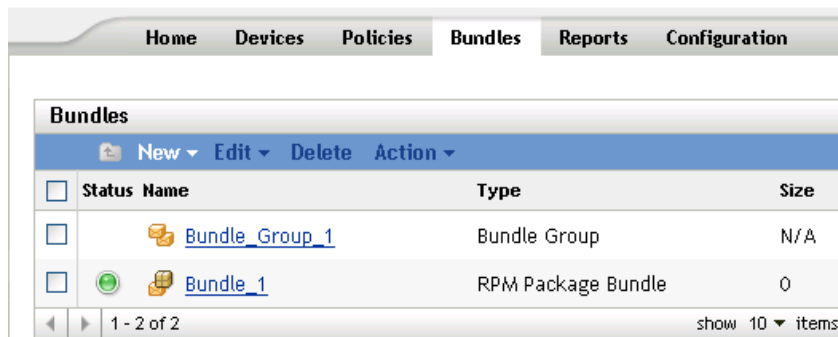 Home Devices Policies Bundles Reports Configuration
Bundles
New Edit Delete Action
Status Name Type Size
Bundle_Group_1 Bundle Group N/A
Bundle_1 RPM Package Bundle 0
1 - 2 of 2 show 10 items